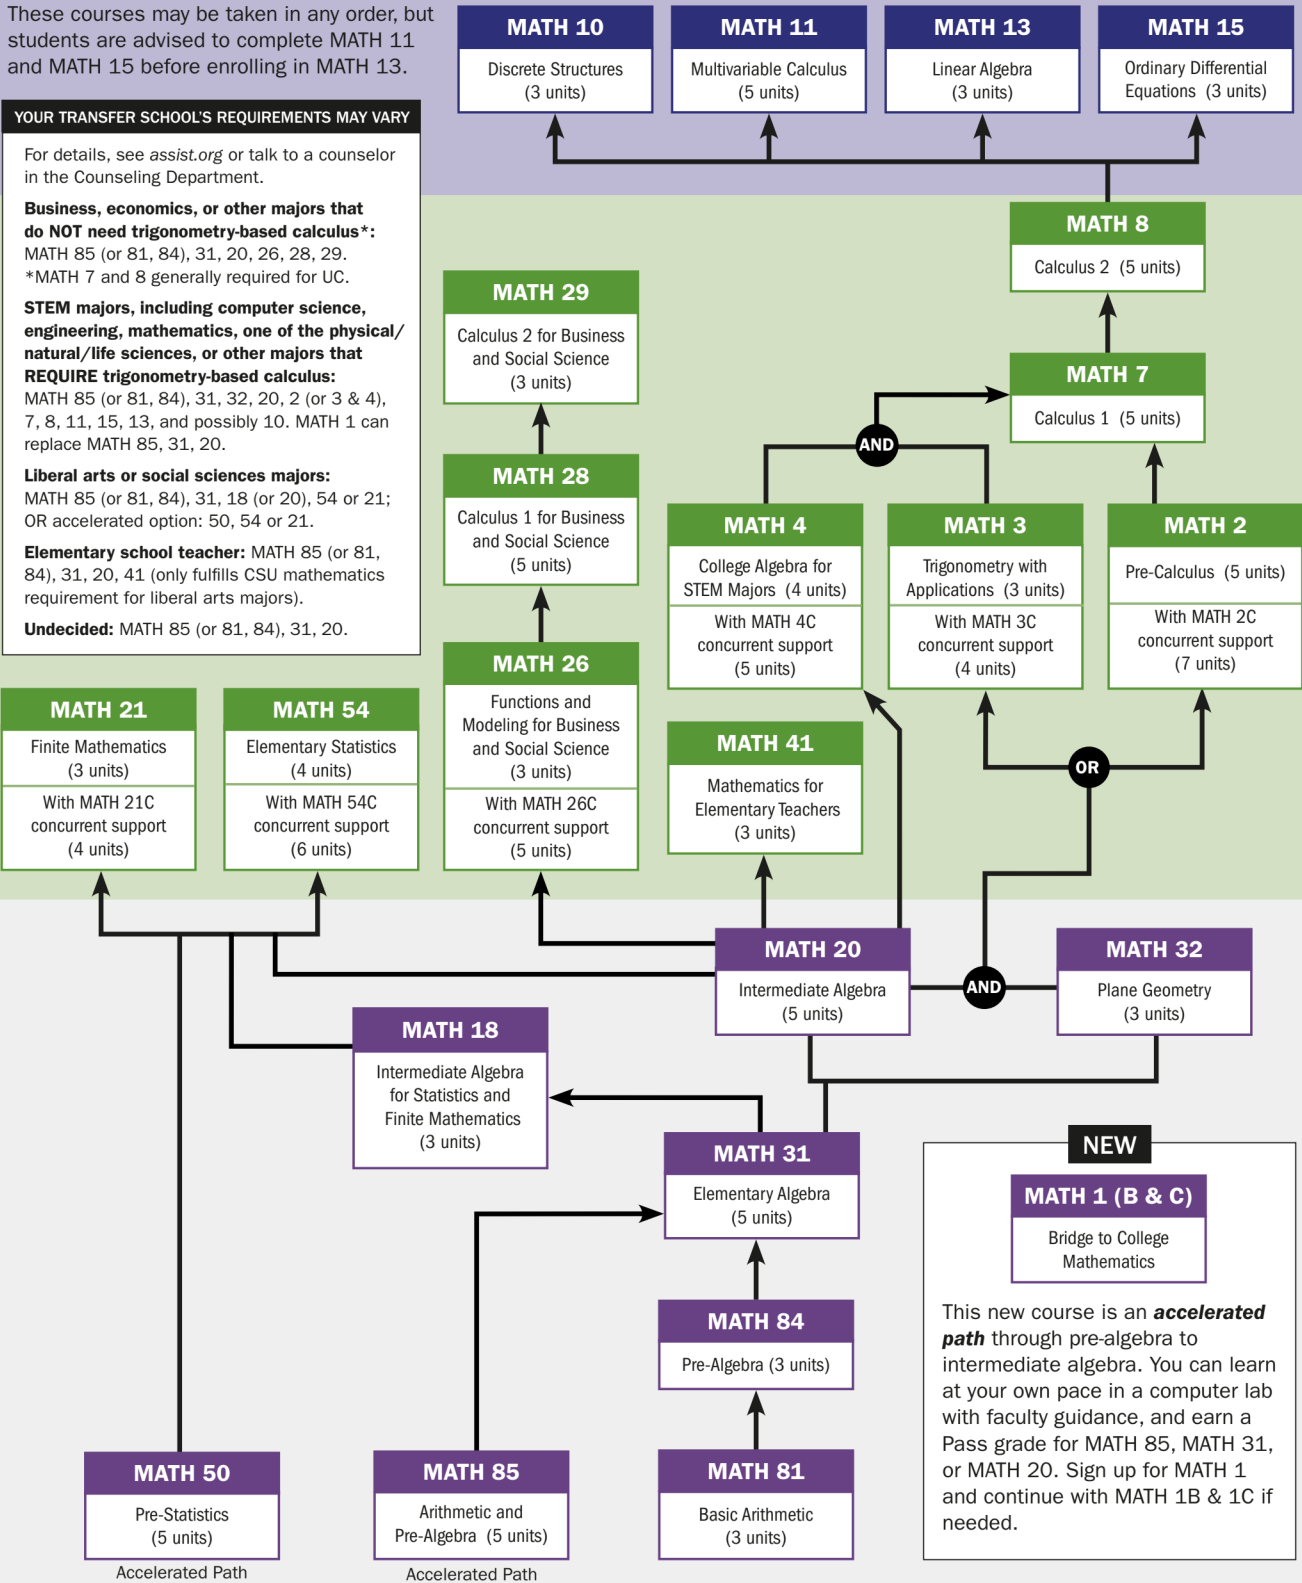 These courses may be taken in any order, but
students are advised to complete MATH 11
and MATH 15 before enrolling in MATH 13.
MATH 10
Discrete Structures
(3 units)
MATH 11
Multivariable Calculus
(5 units)
MATH 13
Linear Algebra
(3 units)
MATH 15
Ordinary Differential
Equations (3 units)
YOUR TRANSFER SCHOOL'S REQUIREMENTS MAY VARY
For details, see assist.org or talk to a counselor
in the Counseling Department.
Business, economics, or other majors that
do NOT need trigonometry-based calculus*:
MATH 85 (or 81, 84), 31, 20, 26, 28, 29.
*MATH 7 and 8 generally required for UC.
STEM majors, including computer science,
engineering, mathematics, one of the physical/
natural/life sciences, or other majors that
REQUIRE trigonometry-based calculus:
MATH 85 (or 81, 84), 31, 32, 20, 2 (or 3 & 4),
7, 8, 11, 15, 13, and possibly 10. MATH 1 can
replace MATH 85, 31, 20.
Liberal arts or social sciences majors:
MATH 85 (or 81, 84), 31, 18 (or 20), 54 or 21;
OR accelerated option: 50, 54 or 21.
Elementary school teacher: MATH 85 (or 81,
84), 31, 20, 41 (only fulfills CSU mathematics
requirement for liberal arts majors).
Undecided: MATH 85 (or 81, 84), 31, 20.
MATH 8
Calculus 2 (5 units)
MATH 29
Calculus 2 for Business
and Social Science
(3 units)
MATH 7
Calculus 1 (5 units)
AND
MATH 28
Calculus 1 for Business
and Social Science
(5 units)
MATH 4
College Algebra for
STEM Majors (4 units)
With MATH 4C
concurrent support
(5 units)
MATH 3
Trigonometry with
Applications (3 units)
With MATH 3C
concurrent support
(4 units)
MATH 2
Pre-Calculus (5 units)
With MATH 2C
concurrent support
(7 units)
MATH 21
Finite Mathematics
(3 units)
With MATH 21C
concurrent support
(4 units)
MATH 54
Elementary Statistics
(4 units)
With MATH 54C
concurrent support
(6 units)
MATH 26
Functions and
Modeling for Business
and Social Science
(3 units)
With MATH 26C
concurrent support
(5 units)
MATH 41
Mathematics for
Elementary Teachers
(3 units)
OR
MATH 20
Intermediate Algebra
(5 units)
AND
MATH 32
Plane Geometry
(3 units)
MATH 18
Intermediate Algebra
for Statistics and
Finite Mathematics
(3 units)
MATH 31
Elementary Algebra
(5 units)
NEW
MATH 1 (B & C)
Bridge to College
Mathematics
This new course is an accelerated
path through pre-algebra to
intermediate algebra. You can learn
at your own pace in a computer lab
with faculty guidance, and earn a
Pass grade for MATH 85, MATH 31,
or MATH 20. Sign up for MATH 1
and continue with MATH 1B & 1C if
needed.
MATH 84
Pre-Algebra (3 units)
MATH 50
Pre-Statistics
(5 units)
Accelerated Path
MATH 85
Arithmetic and
Pre-Algebra (5 units)
Accelerated Path
MATH 81
Basic Arithmetic
(3 units)